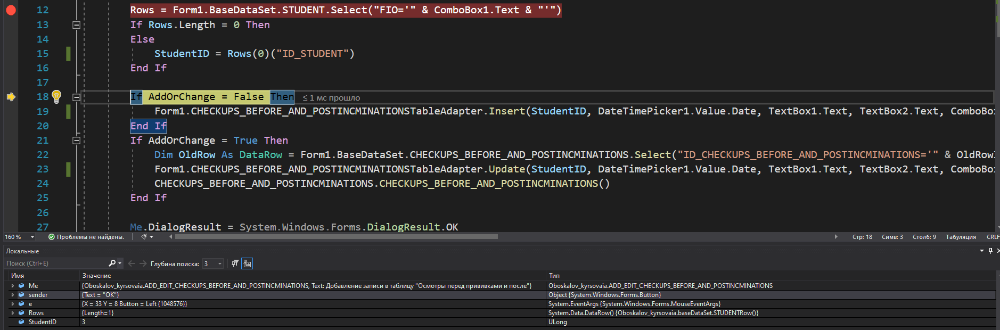 12 Rows = Form1.BaseDataSet.STUDENT.Select("FIO='" & ComboBox1.Text & "'")
13 If Rows.Length = 0 Then
14 Else
15 StudentID = Rows(0)("ID_STUDENT")
16 End If
17
18 If AddOrChange = False Then ≤ 1 мс прошло
19 Form1.CHECKUPS_BEFORE_AND_POSTINCMINATIONSTableAdapter.Insert(StudentID, DateTimePicker1.Value.Date, TextBox1.Text, TextBox2.Text, ComboBox
20 End If
21 If AddOrChange = True Then
22 Dim OldRow As DataRow = Form1.BaseDataSet.CHECKUPS_BEFORE_AND_POSTINCMINATIONS.Select("ID_CHECKUPS_BEFORE_AND_POSTINCMINATIONS='" & OldRowI
23 Form1.CHECKUPS_BEFORE_AND_POSTINCMINATIONSTableAdapter.Update(StudentID, DateTimePicker1.Value.Date, TextBox1.Text, TextBox2.Text, ComboBox
24 CHECKUPS_BEFORE_AND_POSTINCMINATIONS.CHECKUPS_BEFORE_AND_POSTINCMINATIONS()
25 End If
26
27 Me.DialogResult = System.Windows.Forms.DialogResult.OK
160 % Проблемы не найдены. Стр: 18 Симв: 3 Столб: 9 Табуляция CRLF
Локальные
Поиск (Ctrl+E) Глубина поиска: 3
Имя Значение Тип
Me {Oboskalov_kyrsovaia.ADD_EDIT_CHECKUPS_BEFORE_AND_POSTINCMINATIONS, Text: Добавление записи в таблицу "Осмотры перед прививками и после"} Oboskalov_kyrsovaia.ADD_EDIT_CHECKUPS_BEFORE_AND_POSTINCMINATIONS
sender {Text = "OK"} Object {System.Windows.Forms.Button}
e {X = 33 Y = 8 Button = Left {1048576}} System.EventArgs {System.Windows.Forms.MouseEventArgs}
Rows {Length=1} System.Data.DataRow() {Oboskalov_kyrsovaia.baseDataSet.STUDENTRow()}
StudentID 3 ULong